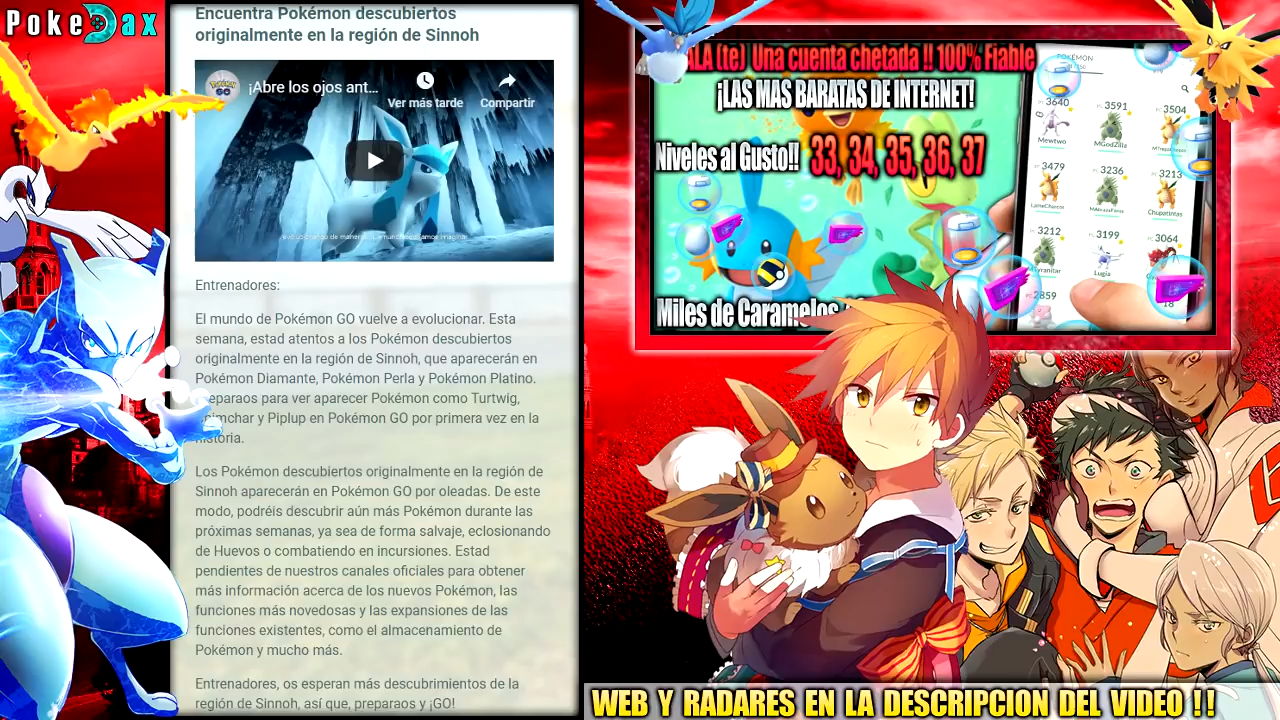 PokeDax
Encuentra Pokémon descubiertos
originalmente en la región de Sinnoh
¡Abre los ojos ant...
Ver más tarde
Compartir
Entrenadores:
El mundo de Pokémon GO vuelve a evolucionar. Esta
semana, estad atentos a los Pokémon descubiertos
originalmente en la región de Sinnoh, que aparecerán en
Pokémon Diamante, Pokémon Perla y Pokémon Platino.
para ver aparecer Pokémon como Turtwig,
y Piplup en Pokémon GO por primera vez en la
historia.
Los Pokémon descubiertos originalmente en la región de
Sinnoh aparecerán en Pokémon GO por oleadas. De este
modo, podréis descubrir aún más Pokémon durante las
próximas semanas, ya sea de forma salvaje, eclosionando
de Huevos o combatiendo en incursiones. Estad
pendientes de nuestros canales oficiales para obtener
más información acerca de los nuevos Pokémon, las
funciones más novedosas y las expansiones de las
funciones existentes, como el almacenamiento de
Pokémon y mucho más.
Entrenadores, os esperan más descubrimientos de la
región de Sinnoh, así que, preparaos y ¡GO!
(te) Una cuenta chetada !! 100% Fiable
¡LAS MAS BARATAS DE INTERNET!
Niveles al Gusto!! 33, 34, 35, 36, 37
Miles de Caramelos
POKÉMON
3640
3591
3504
Mewtwo
MGodZilla
3479
3236
3213
Chupatintas
3212
3199
3064
Tyranitar
Lugia
2859
18
WEB Y RADARES EN LA DESCRIPCION DEL VIDEO !!